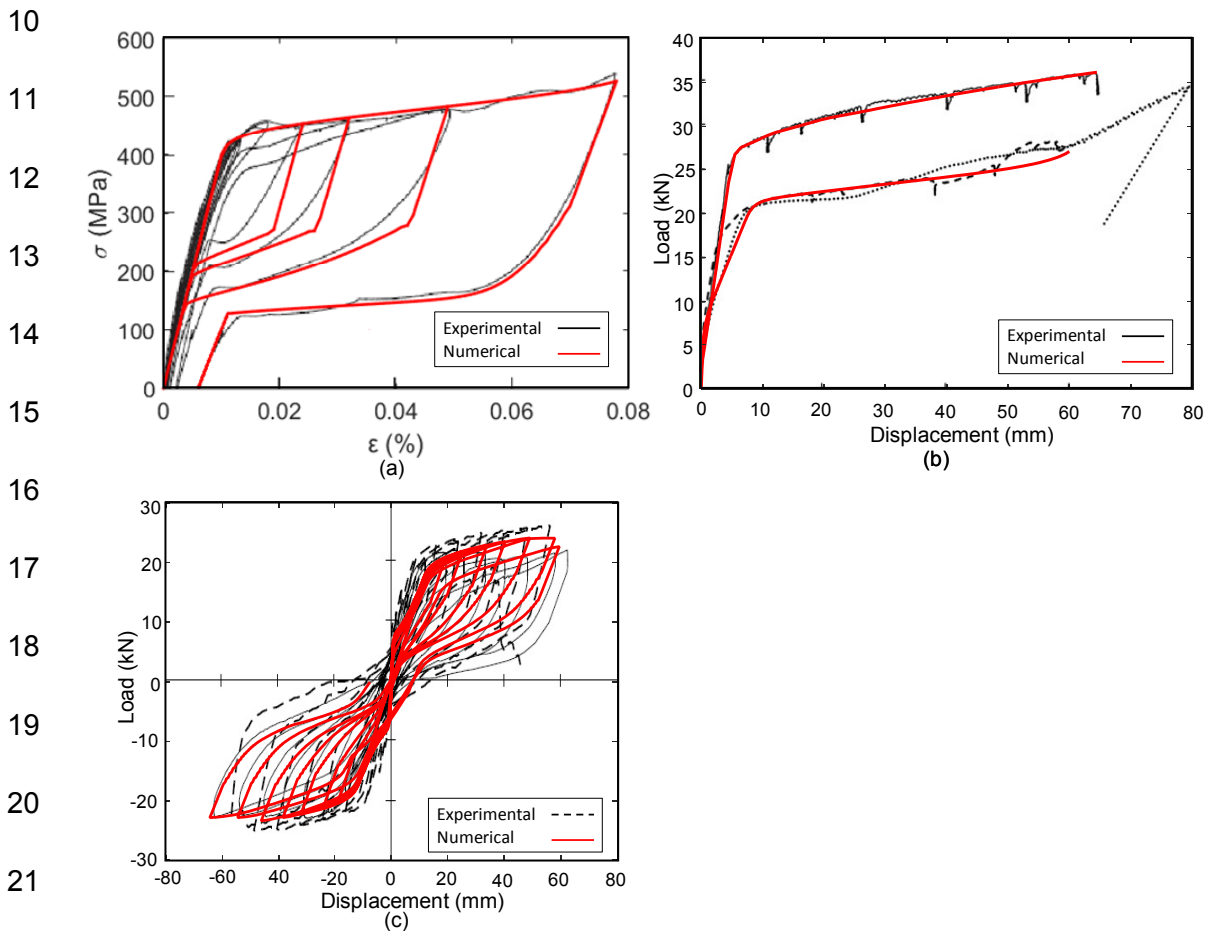 10
11
12
13
14
15
16
17
18
19
20
21
600
500
400
300
200
100
0
σ (MPa)
0 0.02 0.04 0.06 0.08
ε (%)
(a)
Experimental
Numerical
40
35
30
25
20
15
10
5
0
Load (kN)
0 10 20 30 40 50 60 70 80
Displacement (mm)
(b)
Experimental
Numerical
30
20
10
0
-10
-20
-30
Load (kN)
-80 -60 -40 -20 0 20 40 60 80
Displacement (mm)
(c)
Experimental
Numerical